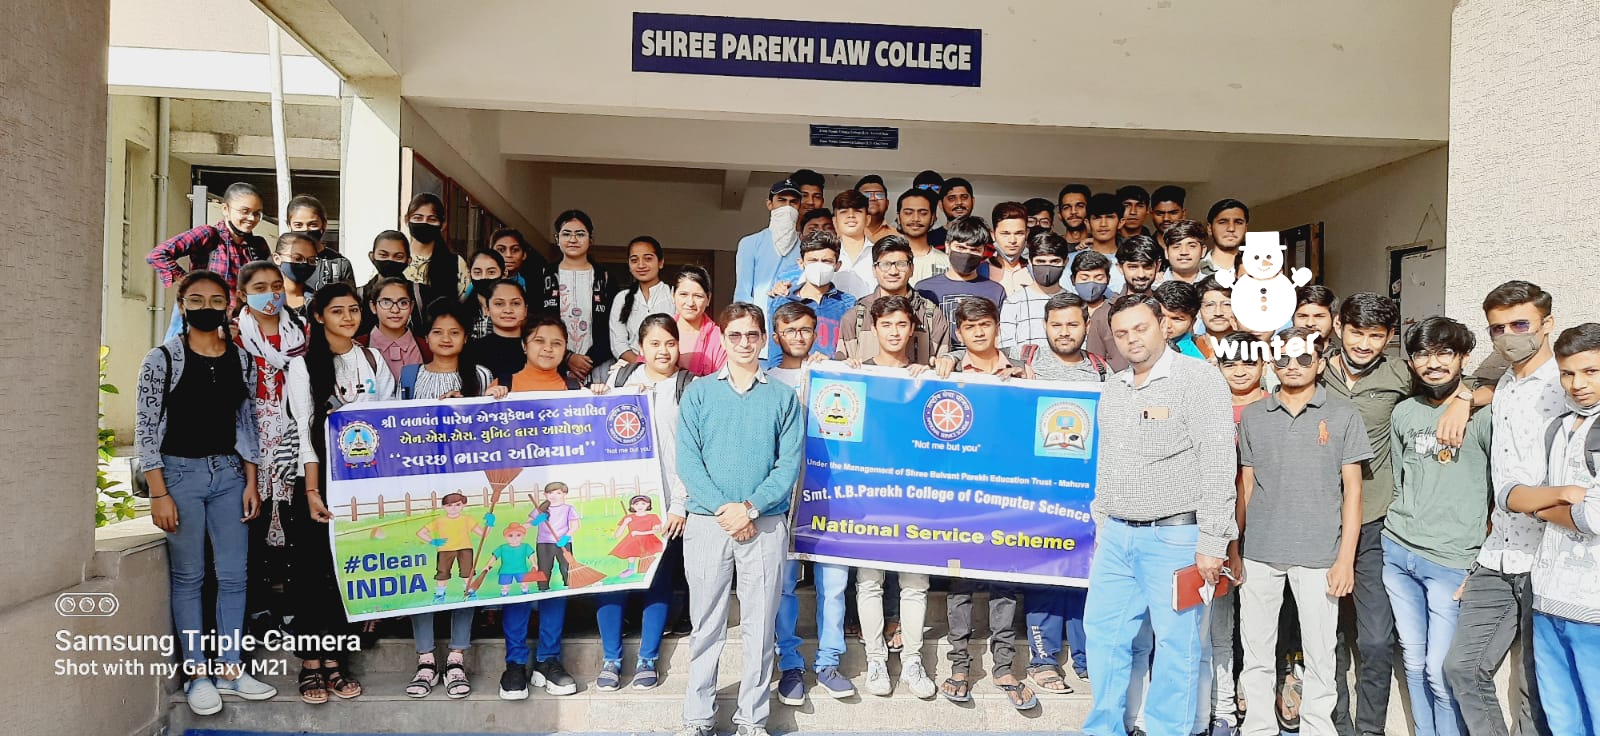 SHREE PAREKH LAW COLLEGE
શ્રી બળવંત પારેખ એજયુકેશન ટ્રસ્ટ સંચાલિત
એન.એસ.એસ. યુનિટ દ્વારા આયોજીત
“સ્વચ્છ ભારત અભિયાન”
"Not me but you"
#Clean
INDIA
"Not me but you"
Under the Management of Shree Balvant Parekh Education Trust - Mahuva
Smt. K.B.Parekh College of Computer Science
National Service Scheme
winter
Samsung Triple Camera
Shot with my Galaxy M21